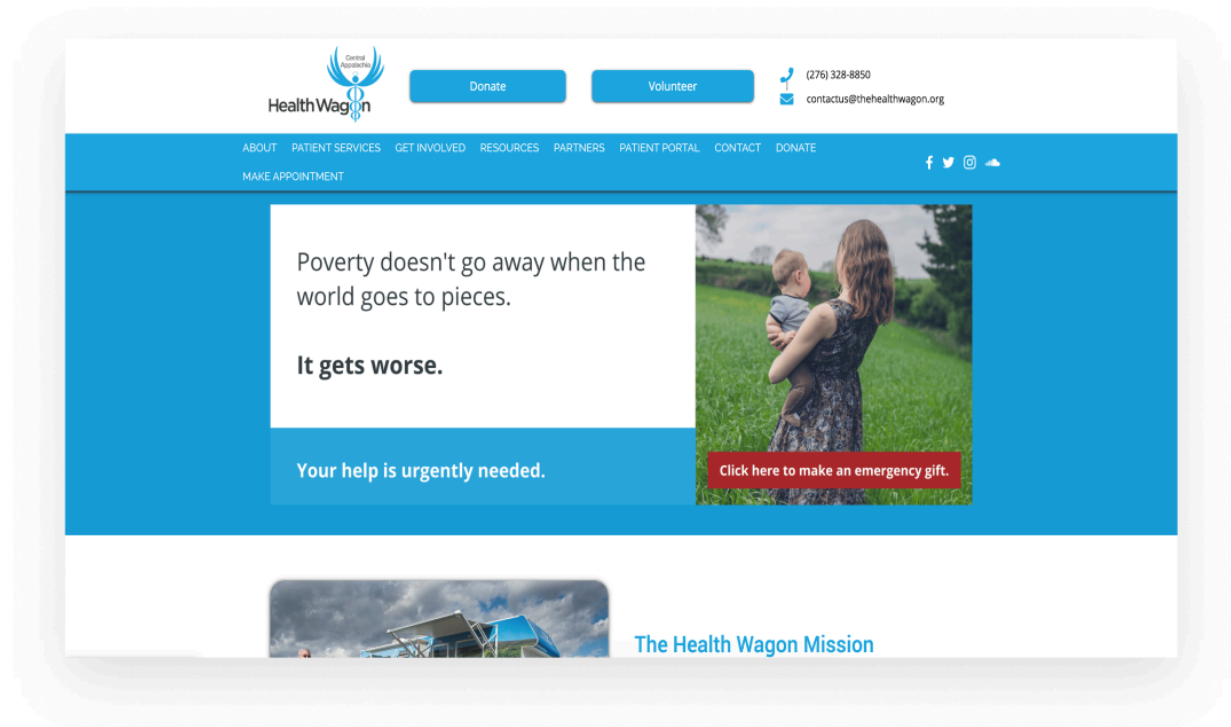 Central
Appalachia
Health Wagon
Donate
Volunteer
(276) 328-8850
contactus@thehealthwagon.org
ABOUT PATIENT SERVICES GET INVOLVED RESOURCES PARTNERS PATIENT PORTAL CONTACT DONATE
MAKE APPOINTMENT
Poverty doesn't go away when the
world goes to pieces.
It gets worse.
Your help is urgently needed.
Click here to make an emergency gift.
The Health Wagon Mission